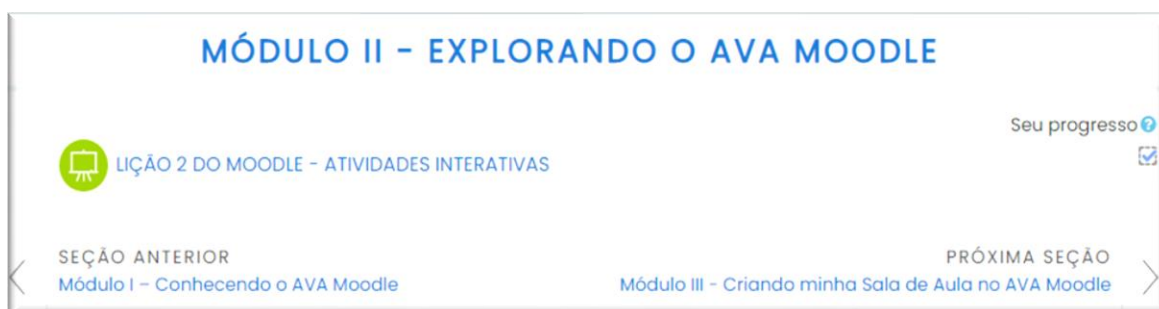 MÓDULO II - EXPLORANDO O AVA MOODLE
Seu progresso
LIÇÃO 2 DO MOODLE - ATIVIDADES INTERATIVAS
SEÇÃO ANTERIOR
Módulo I - Conhecendo o AVA Moodle
PRÓXIMA SEÇÃO
Módulo III - Criando minha Sala de Aula no AVA Moodle